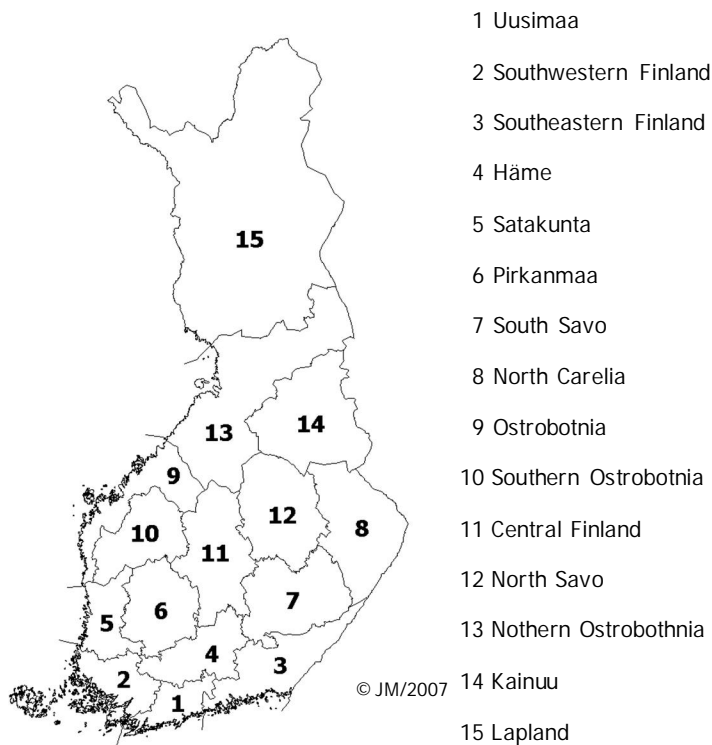 1 Uusimaa
2 Southwestern Finland
3 Southeastern Finland
4 Häme
5 Satakunta
6 Pirkanmaa
7 South Savo
8 North Carelia
9 Ostrobotnia
10 Southern Ostrobotnia
11 Central Finland
12 North Savo
13 Nothern Ostrobothnia
14 Kainuu
15 Lapland
15
13
14
9
10
12
11
8
7
6
5
4
3
2
1
© JM/2007